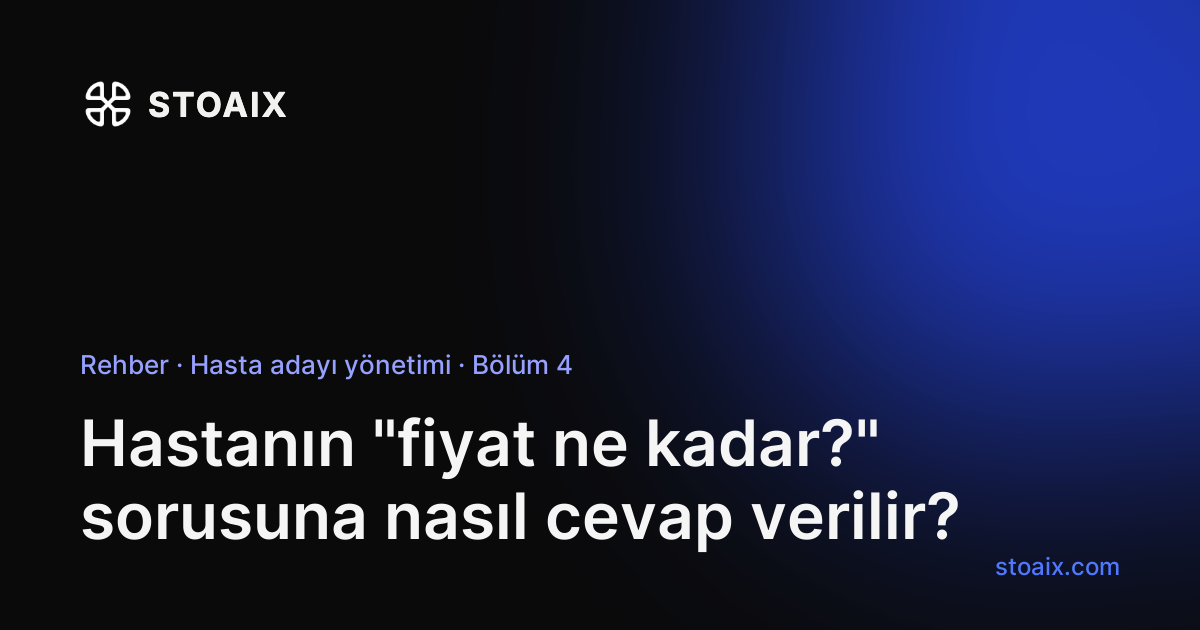 STOAIX
Rehber · Hasta adayı yönetimi · Bölüm 4
Hastanın "fiyat ne kadar?"
sorusuna nasıl cevap verilir?
stoaix.com